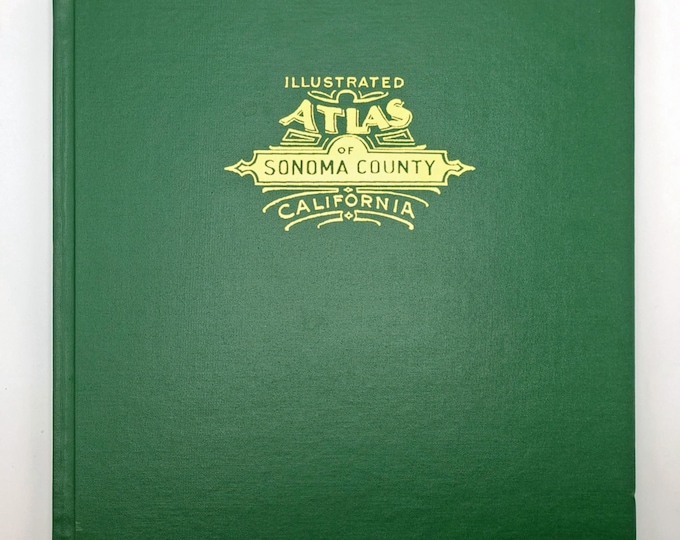 ILLUSTRATED
ATLAS
OF
SONOMA COUNTY
CALIFORNIA